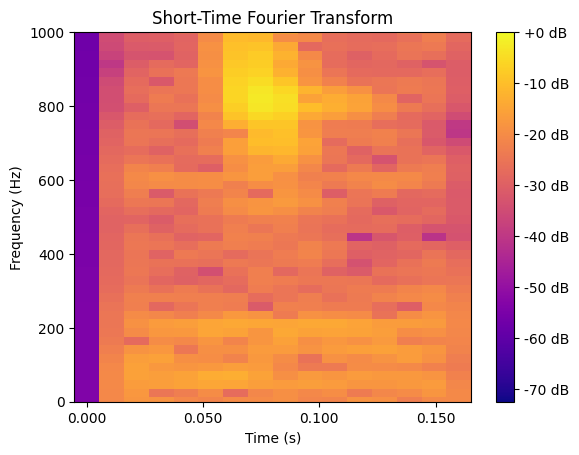 Short-Time Fourier Transform
1000
800
600
400
200
0
Frequency (Hz)
0.000
0.050
0.100
0.150
Time (s)
+0 dB
-10 dB
-20 dB
-30 dB
-40 dB
-50 dB
-60 dB
-70 dB